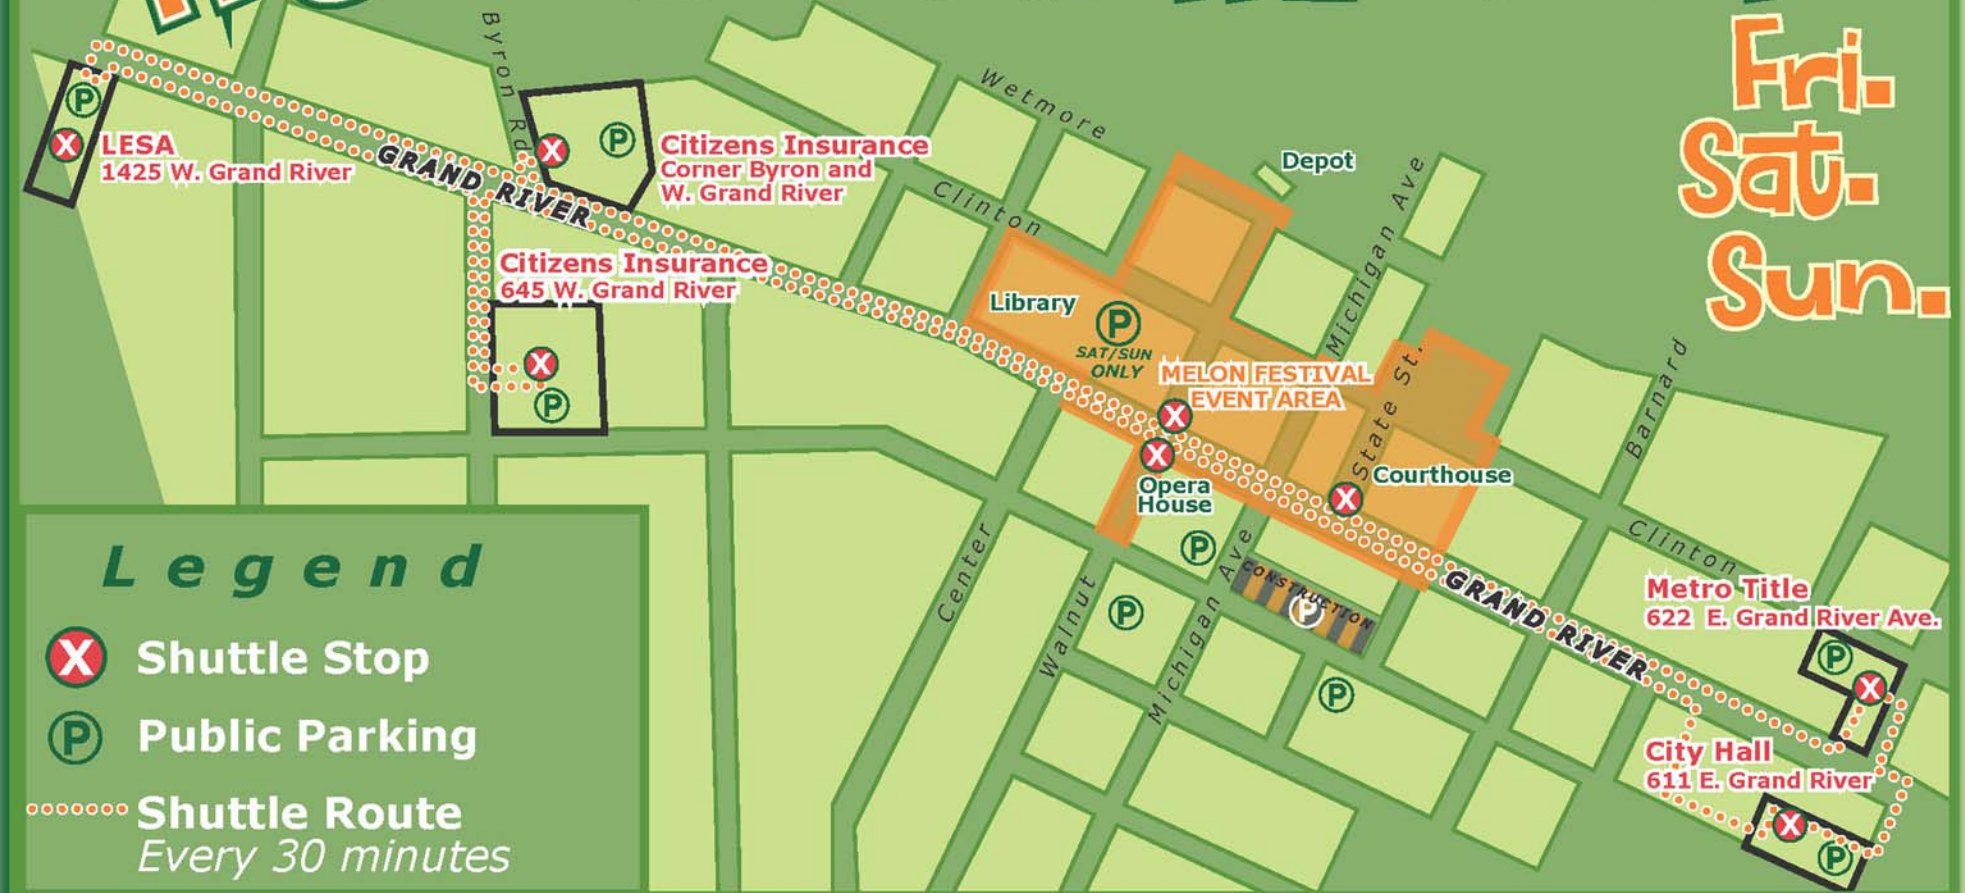 Fri.
Sat.
Sun.
Byron Rd
Wetmore
Depot
Michigan Ave
LESA
1425 W. Grand River
GRAND RIVER
Citizens Insurance
Corner Byron and
W. Grand River
Clinton
Citizens Insurance
645 W. Grand River
Library
P
SAT/SUN
ONLY
MELON FESTIVAL
EVENT AREA
State St.
Barnard
Courthouse
Opera
House
Center
Walnut
Michigan Ave
CONSTRUCTION
Clinton
GRAND RIVER
Metro Title
622 E. Grand River Ave.
City Hall
611 E. Grand River
Legend
X Shuttle Stop
P Public Parking
Shuttle Route
Every 30 minutes